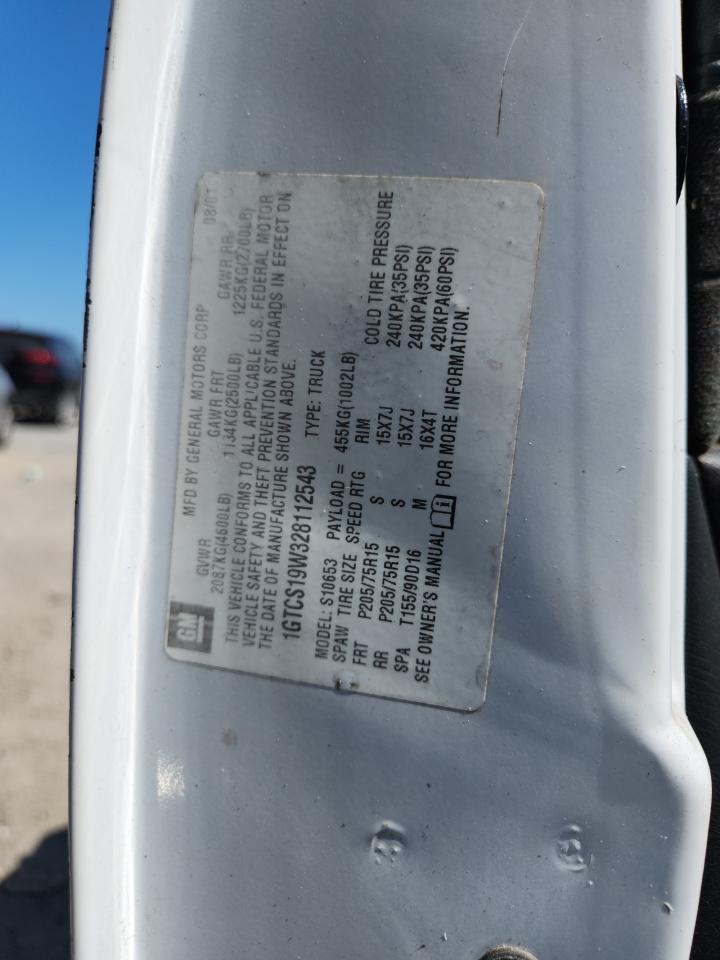 GM
MFD BY GENERAL MOTORS CORP 08/01
GVWR GAWR FRT GAWR RR
2087KG(4600LB) 1134KG(2500LB) 1225KG(2700LB)
THIS VEHICLE CONFORMS TO ALL APPLICABLE U.S. FEDERAL MOTOR
VEHICLE SAFETY AND THEFT PREVENTION STANDARDS IN EFFECT ON
THE DATE OF MANUFACTURE SHOWN ABOVE.
1GTCS19W328112543 TYPE: TRUCK
MODEL: S10653 PAYLOAD = 455KG(1002LB)
SPAW TIRE SIZE SPEED RTG RIM COLD TIRE PRESSURE
FRT P205/75R15 S 15X7J 240KPA(35PSI)
RR P205/75R15 S 15X7J 240KPA(35PSI)
SPA T155/90D16 M 16X4T 420KPA(60PSI)
SEE OWNER'S MANUAL FOR MORE INFORMATION.